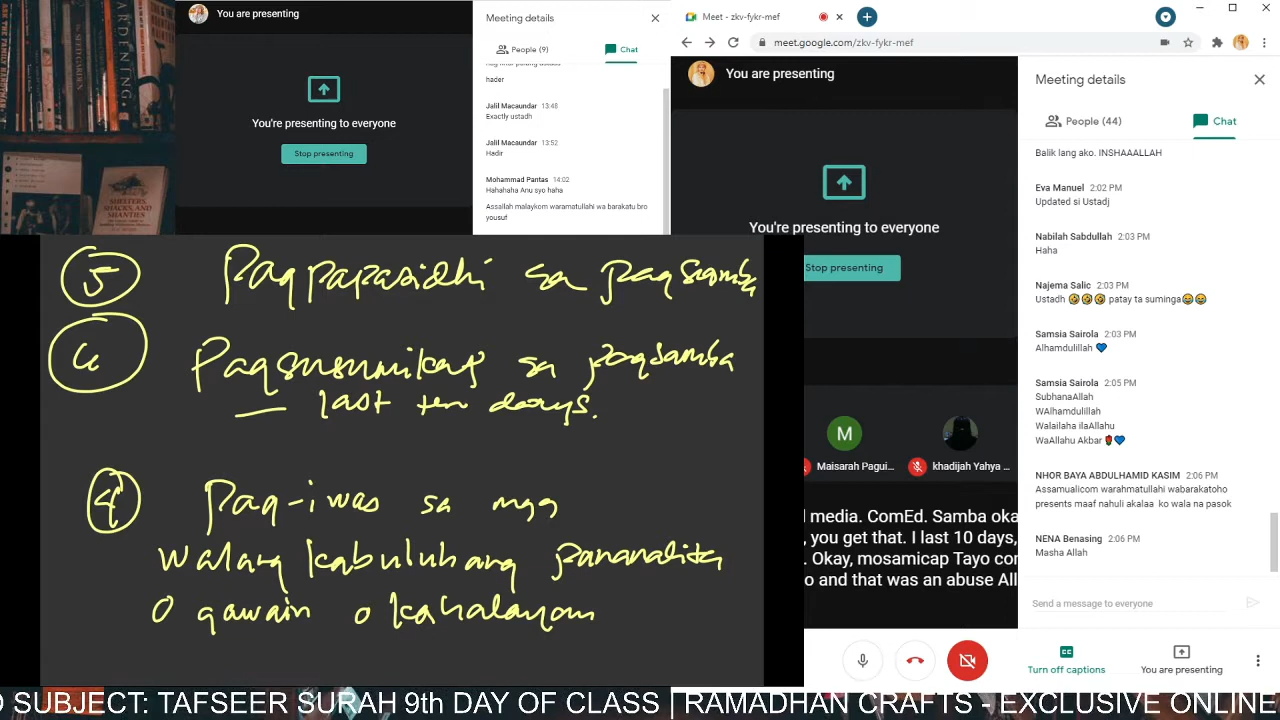 You are presenting
You're presenting to everyone
Stop presenting
GARDENING
SHELTERS,
SHACKS, AND
SHANTIES
Meeting details
People (9)
Chat
hader
Jalil Macaundar 13:48
Exactly ustadh
Jalil Macaundar 13:52
Hadir
Mohammad Pantas 14:02
Hahahaha Anu syo haha
Assallah malaykom waramatullahi wa barakatu bro
yousuf
Meet - zkv-fykr-mef
meet.google.com/zkv-fykr-mef
You are presenting
You're presenting to everyone
Stop presenting
M
Maisarah Pagui...
khadijah Yahya ...
d media. ComEd. Samba oka
, you get that. I last 10 days,
. Okay, mosamicap Tayo cor
o and that was an abuse All
Meeting details
People (44)
Chat
Balik lang ako. INSHAAALLAH
Eva Manuel 2:02 PM
Updated si Ustadj
Nabilah Sabdullah 2:03 PM
Haha
Najema Salic 2:03 PM
Ustadh 🤣🤣🤣 patay ta suminga😂😂
Samsia Sairola 2:03 PM
Alhamdulillah 💙
Samsia Sairola 2:05 PM
SubhanaAllah
WAlhamdulillah
Walailaha ilaAllahu
WaAllahu Akbar 🌹💙
NHOR BAYA ABDULHAMID KASIM 2:06 PM
Assamualicom warahmatullahi wabarakatoho
presents maaf nahuli akalaa ko wala na pasok
NENA Benasing 2:06 PM
Masha Allah
Send a message to everyone
Turn off captions
You are presenting
5 Pagpapasidhi sa pagsamba
Pagsusumikap sa pagsamba
last ten days.
4 Pag-iwas sa mga
walang kabuluhang pananalita
o gawain o kahalayan
D SUBJECT: TAFSEER SURAH 9th DAY ONLINE CLASS - RAMADHAN CRAFTS - EXPLORING IN